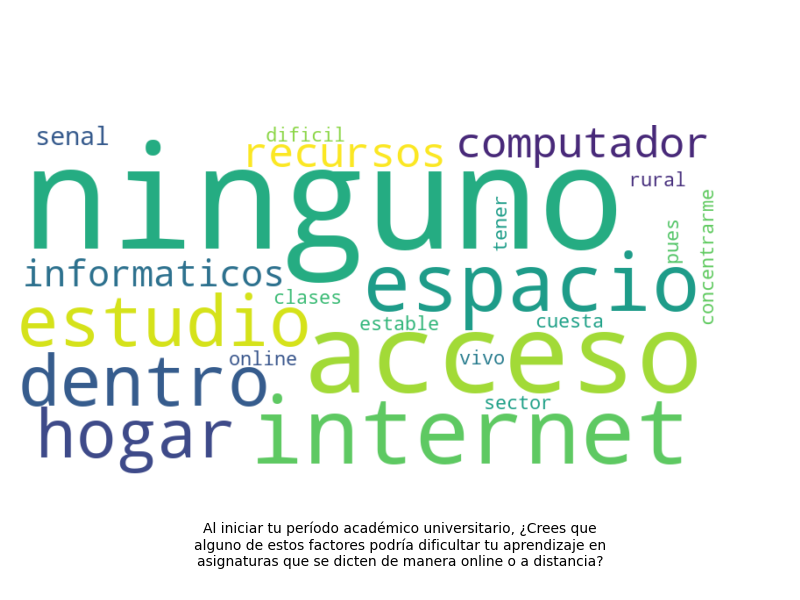 senal
dificil
recursos
computador
ninguno
rural
tener
pues
concentrarme
informaticos
espacio
clases
estudio
estable
cuesta
acceso
online
vivo
dentro
sector
hogar
internet
Al iniciar tu período académico universitario, ¿Crees que
alguno de estos factores podría dificultar tu aprendizaje en
asignaturas que se dicten de manera online o a distancia?